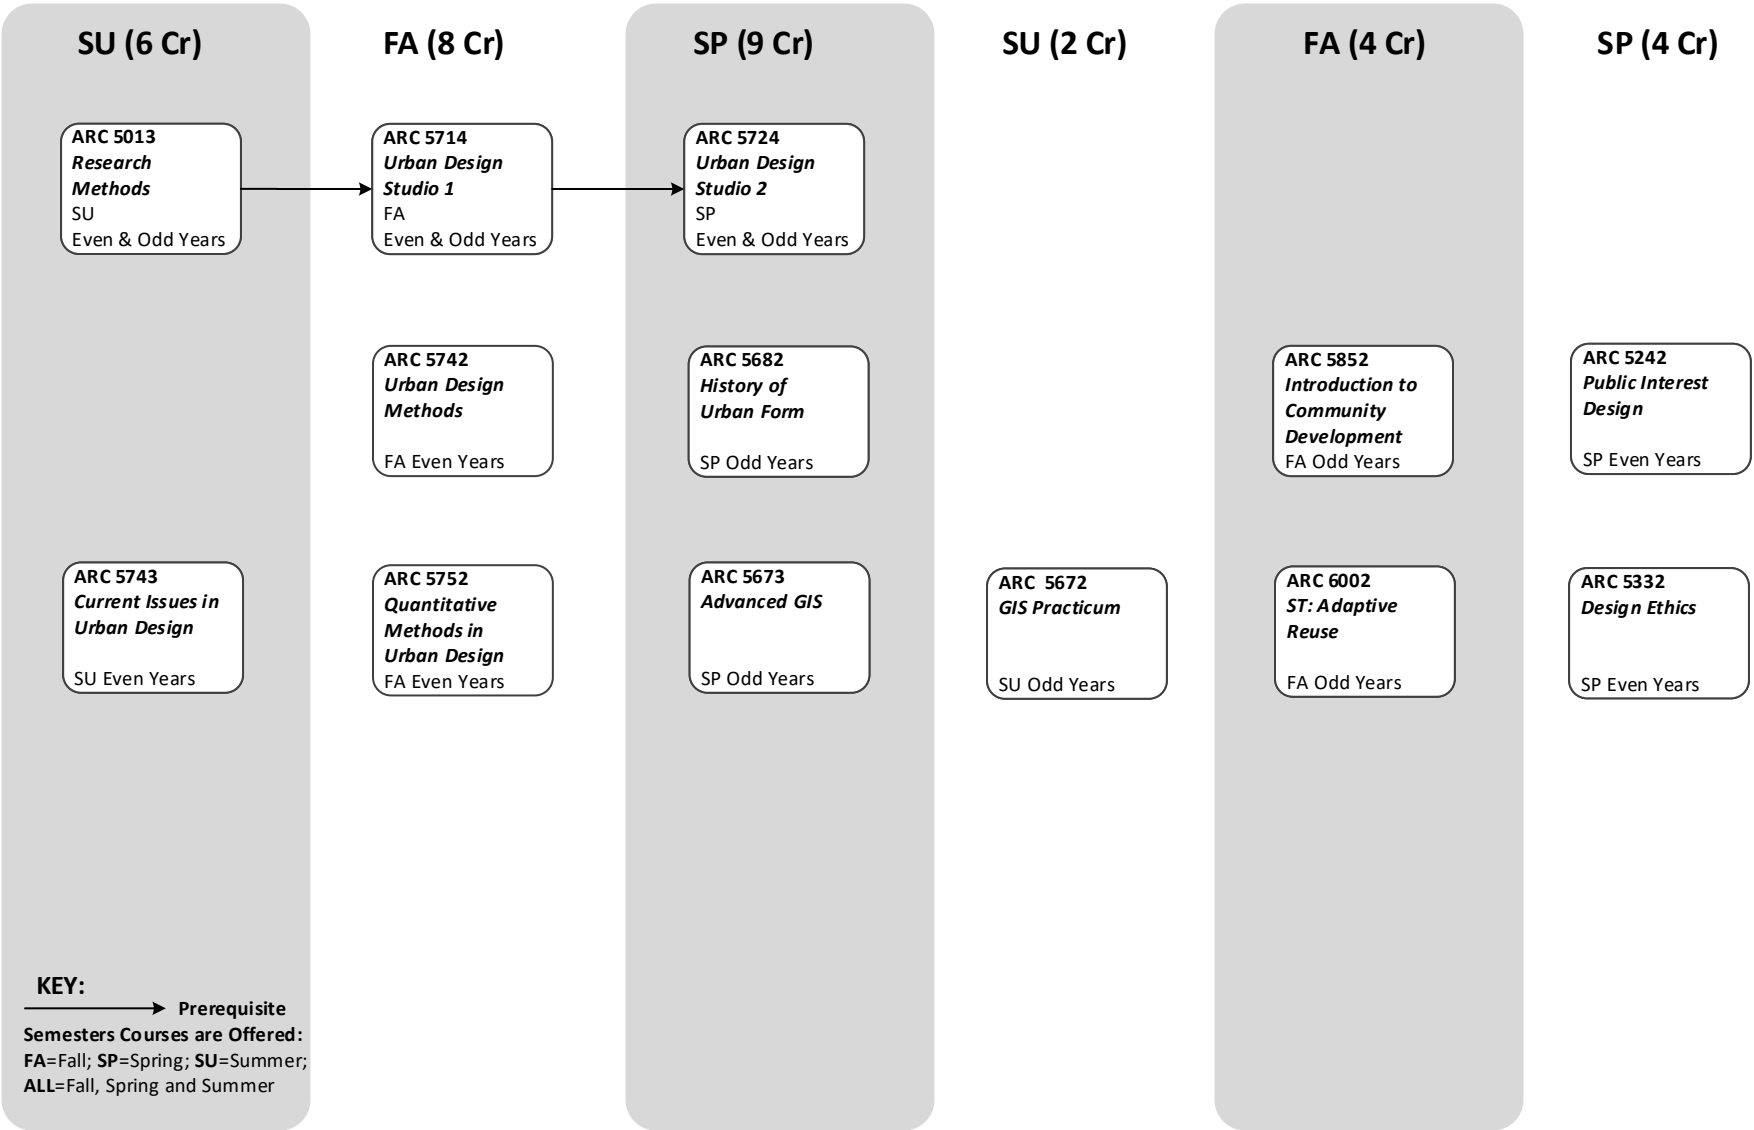 SU (6 Cr)
FA (8 Cr)
SP (9 Cr)
SU (2 Cr)
FA (4 Cr)
SP (4 Cr)
ARC 5013
Research
Methods
SU
Even & Odd Years
ARC 5714
Urban Design
Studio 1
FA
Even & Odd Years
ARC 5724
Urban Design
Studio 2
SP
Even & Odd Years
ARC 5742
Urban Design
Methods
FA Even Years
ARC 5682
History of
Urban Form
SP Odd Years
ARC 5852
Introduction to
Community
Development
FA Odd Years
ARC 5242
Public Interest
Design
SP Even Years
ARC 5743
Current Issues in
Urban Design
SU Even Years
ARC 5752
Quantitative
Methods in
Urban Design
FA Even Years
ARC 5673
Advanced GIS
SP Odd Years
ARC 5672
GIS Practicum
SU Odd Years
ARC 6002
ST: Adaptive
Reuse
FA Odd Years
ARC 5332
Design Ethics
SP Even Years
KEY:
Prerequisite
Semesters Courses are Offered:
FA=Fall; SP=Spring; SU=Summer;
ALL=Fall, Spring and Summer